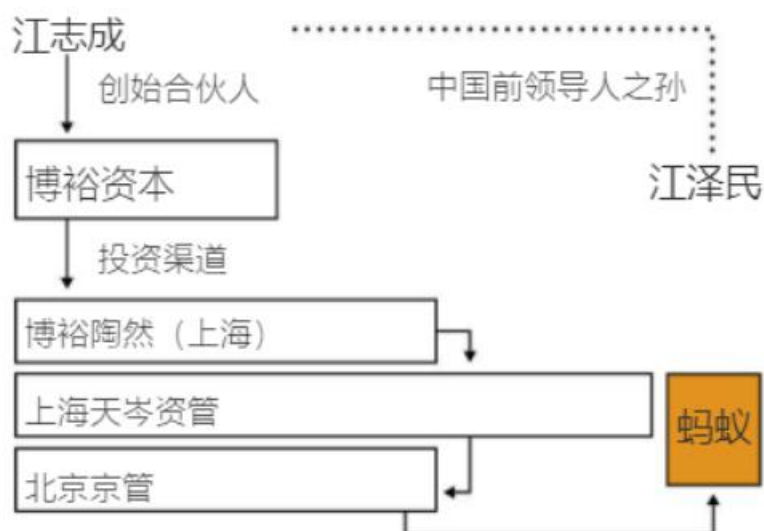 江志成
创始合伙人
中国前领导人之孙
博裕资本
江泽民
投资渠道
博裕陶然（上海）
上海天岑资管
蚂蚁
北京京管